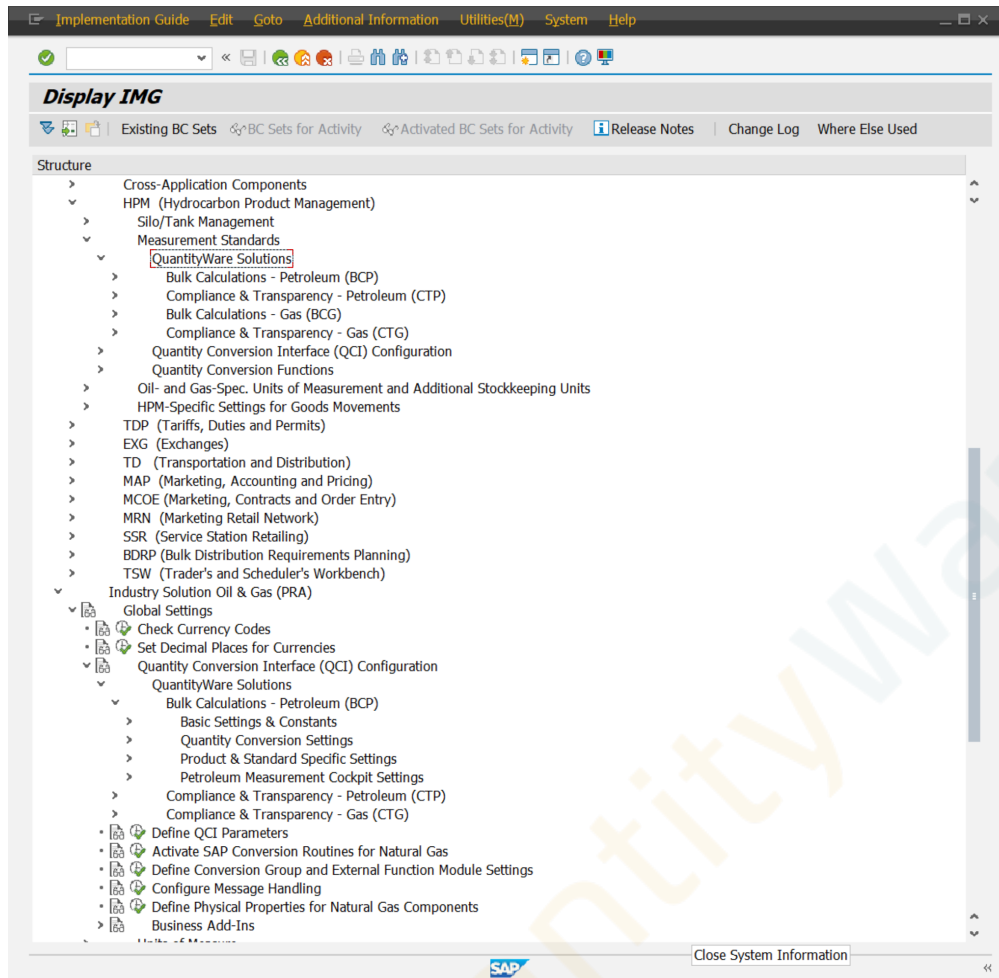 Implementation Guide Edit Goto Additional Information Utilities(M) System Help
Display IMG
Existing BC Sets BC Sets for Activity Activated BC Sets for Activity Release Notes Change Log Where Else Used
Structure
Cross-Application Components
HPM (Hydrocarbon Product Management)
Silo/Tank Management
Measurement Standards
QuantityWare Solutions
Bulk Calculations - Petroleum (BCP)
Compliance & Transparency - Petroleum (CTP)
Bulk Calculations - Gas (BCG)
Compliance & Transparency - Gas (CTG)
Quantity Conversion Interface (QCI) Configuration
Quantity Conversion Functions
Oil- and Gas-Spec. Units of Measurement and Additional Stockkeeping Units
HPM-Specific Settings for Goods Movements
TDP (Tariffs, Duties and Permits)
EXG (Exchanges)
TD (Transportation and Distribution)
MAP (Marketing, Accounting and Pricing)
MCOE (Marketing, Contracts and Order Entry)
MRN (Marketing Retail Network)
SSR (Service Station Retailing)
BDRP (Bulk Distribution Requirements Planning)
TSW (Trader's and Scheduler's Workbench)
Industry Solution Oil & Gas (PRA)
Global Settings
Check Currency Codes
Set Decimal Places for Currencies
Quantity Conversion Interface (QCI) Configuration
QuantityWare Solutions
Bulk Calculations - Petroleum (BCP)
Basic Settings & Constants
Quantity Conversion Settings
Product & Standard Specific Settings
Petroleum Measurement Cockpit Settings
Compliance & Transparency - Petroleum (CTP)
Compliance & Transparency - Gas (CTG)
Define QCI Parameters
Activate SAP Conversion Routines for Natural Gas
Define Conversion Group and External Function Module Settings
Configure Message Handling
Define Physical Properties for Natural Gas Components
Business Add-Ins
Units of Measure
Close System Information
SAP